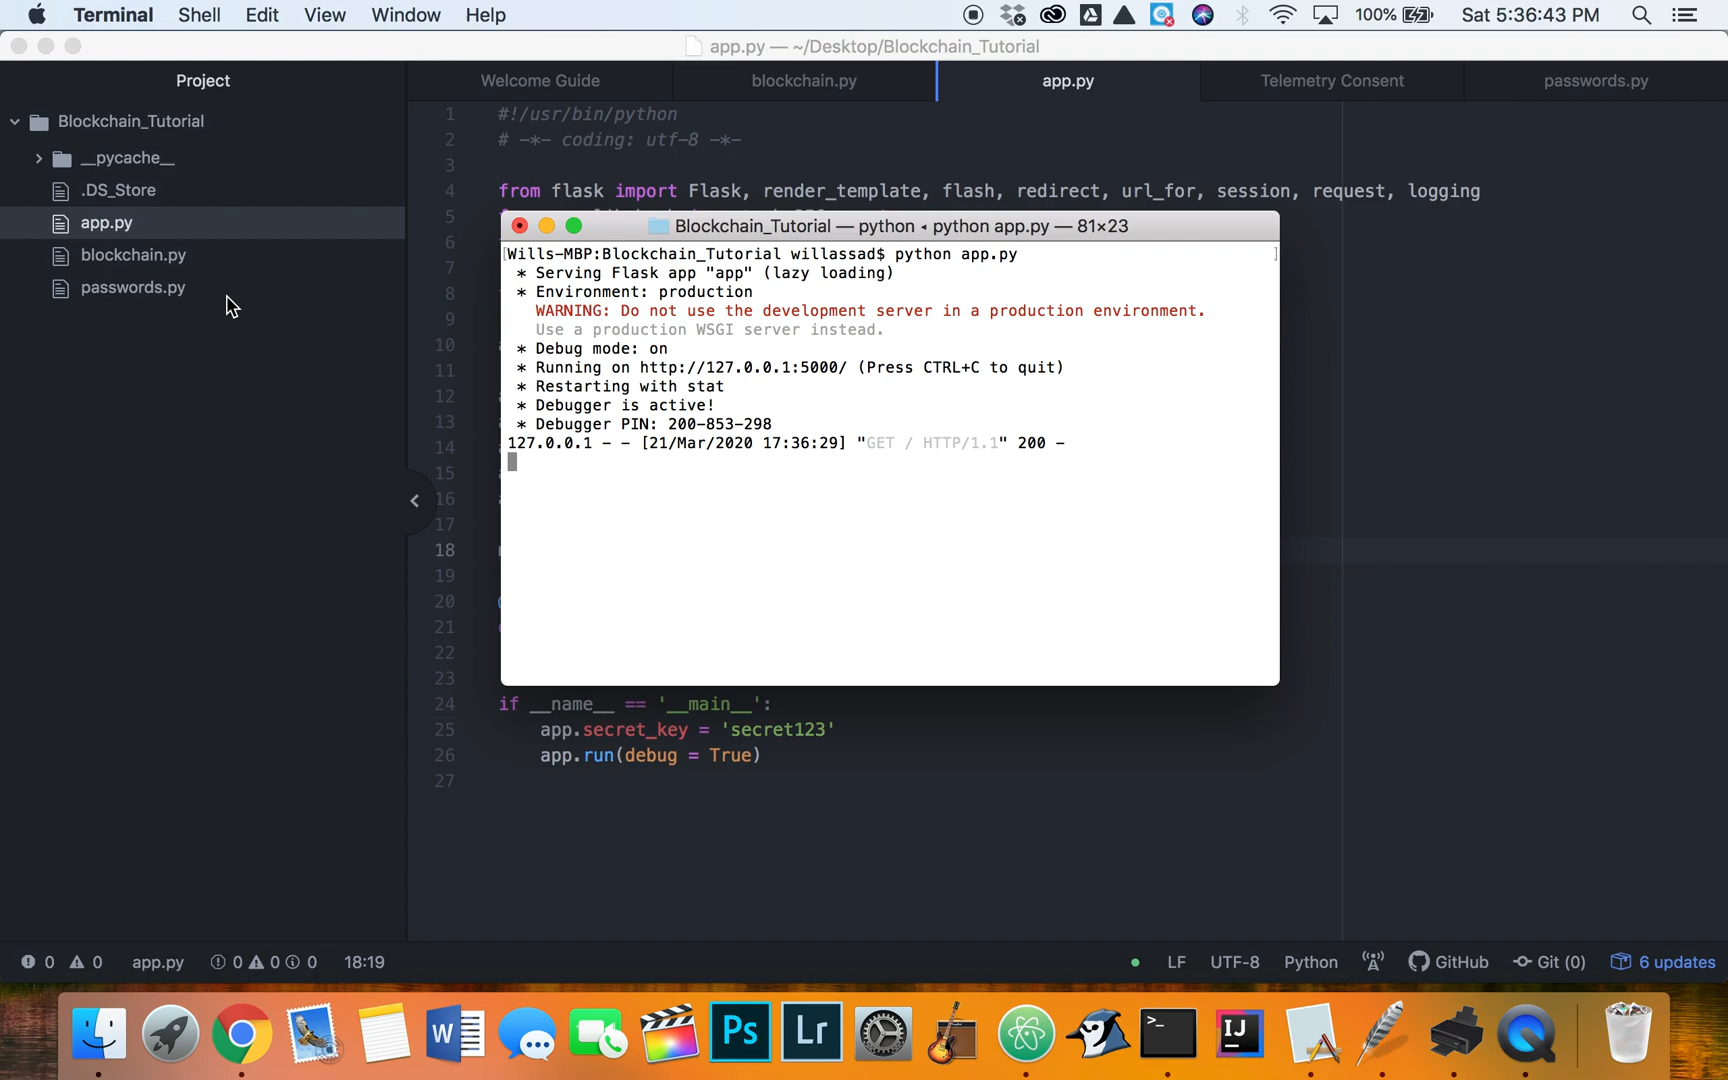 Terminal Shell Edit View Window Help 100% Sat 5:36:43 PM
app.py — ~/Desktop/Blockchain_Tutorial
Project
Welcome Guide blockchain.py app.py Telemetry Consent passwords.py
Blockchain_Tutorial
__pycache__
.DS_Store
app.py
blockchain.py
passwords.py
1 #!/usr/bin/python
2 # -*- coding: utf-8 -*-
3
4 from flask import Flask, render_template, flash, redirect, url_for, session, request, logging
5
6
7
8
9
10
11
12
13
14
15
16
17
18
19
20
21
22
23
24 if __name__ == '__main__':
25 app.secret_key = 'secret123'
26 app.run(debug = True)
27
Blockchain_Tutorial — python ◂ python app.py — 81×23
[Wills-MBP:Blockchain_Tutorial willassad$ python app.py ]
* Serving Flask app "app" (lazy loading)
* Environment: production
WARNING: Do not use the development server in a production environment.
Use a production WSGI server instead.
* Debug mode: on
* Running on http://127.0.0.1:5000/ (Press CTRL+C to quit)
* Restarting with stat
* Debugger is active!
* Debugger PIN: 200-853-298
127.0.0.1 - - [21/Mar/2020 17:36:29] "GET / HTTP/1.1" 200 -
0 0 app.py 0 0 0 18:19 LF UTF-8 Python GitHub Git (0) 6 updates
W Ps Lr >_ IJ